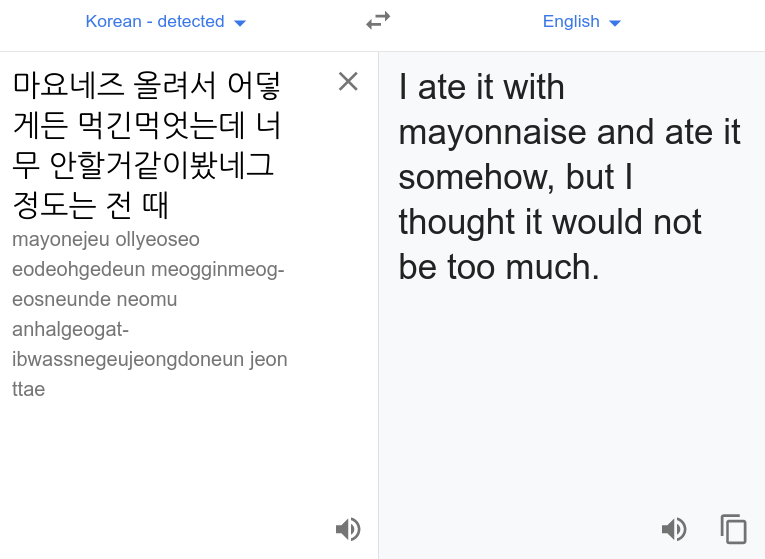 Korean - detected
English
마요네즈 올려서 어덯
게든 먹긴먹엇는데 너
무 안할거같이봤네그
정도는 전 때
mayonejeu ollyeoseo
eodeohgedeun meogginmeog-
eosneunde neomu
anhalgeogat-
ibwassnegeujeongdoneun jeon
ttae
I ate it with
mayonnaise and ate it
somehow, but I
thought it would not
be too much.